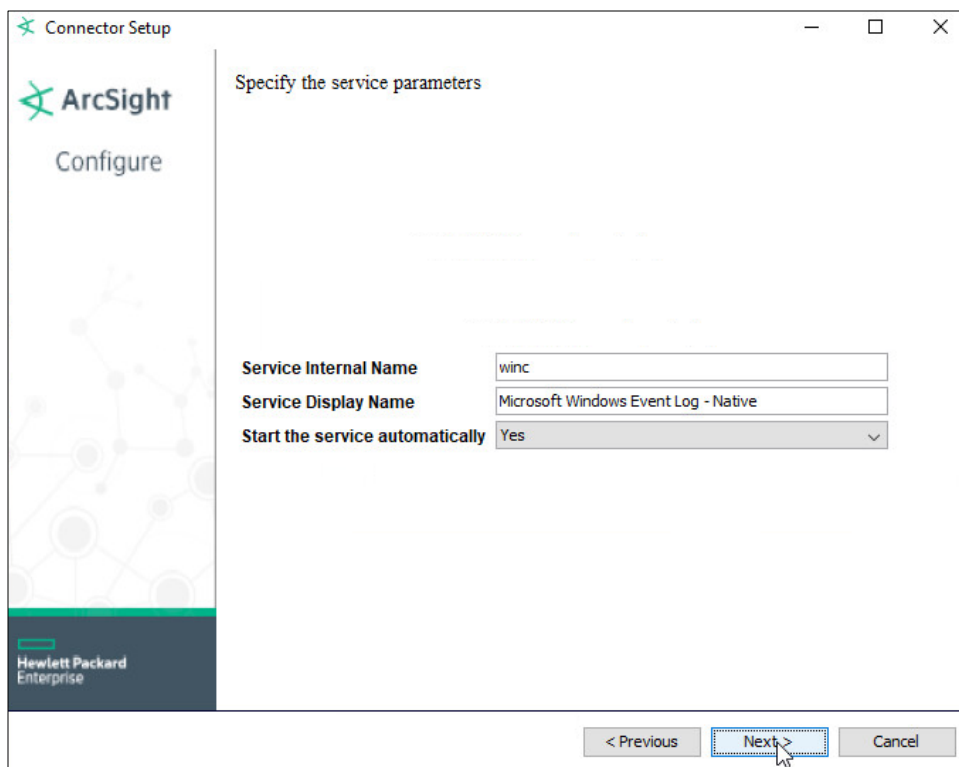 Connector Setup
ArcSight
Configure
Specify the service parameters
Service Internal Name winc
Service Display Name Microsoft Windows Event Log - Native
Start the service automatically Yes
Hewlett Packard
Enterprise
< Previous Next > Cancel